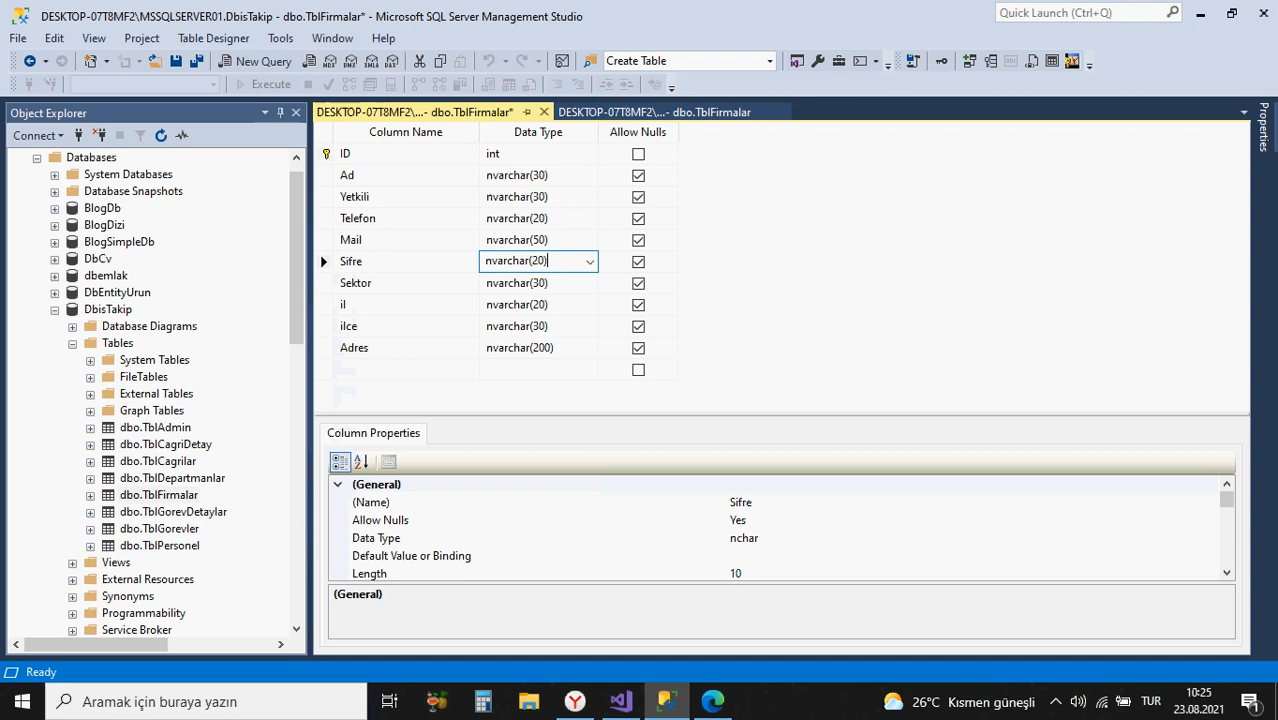 DESKTOP-07T8MF2\MSSQLSERVER01.DbisTakip - dbo.TblFirmalar* - Microsoft SQL Server Management Studio
Quick Launch (Ctrl+Q)
File Edit View Project Table Designer Tools Window Help
New Query
MDX DMX XMLA DAX
Create Table
Execute
Object Explorer
DESKTOP-07T8MF2\...- dbo.TblFirmalar*
DESKTOP-07T8MF2\...- dbo.TblFirmalar
Properties
Connect
Databases
System Databases
Database Snapshots
BlogDb
BlogDizi
BlogSimpleDb
DbCv
dbemlak
DbEntityUrun
DbisTakip
Database Diagrams
Tables
System Tables
FileTables
External Tables
Graph Tables
dbo.TblAdmin
dbo.TblCagriDetay
dbo.TblCagrilar
dbo.TblDepartmanlar
dbo.TblFirmalar
dbo.TblGorevDetaylar
dbo.TblGorevler
dbo.TblPersonel
Views
External Resources
Synonyms
Programmability
Service Broker
Column Name Data Type Allow Nulls
ID int
Ad nvarchar(30)
Yetkili nvarchar(30)
Telefon nvarchar(20)
Mail nvarchar(50)
Sifre nvarchar(20)
Sektor nvarchar(30)
il nvarchar(20)
ilce nvarchar(30)
Adres nvarchar(200)
Column Properties
(General)
(Name) Sifre
Allow Nulls Yes
Data Type nchar
Default Value or Binding
Length 10
(General)
Ready
Aramak için buraya yazın
26°C Kısmen güneşli
TUR
10:25
23.08.2021
1